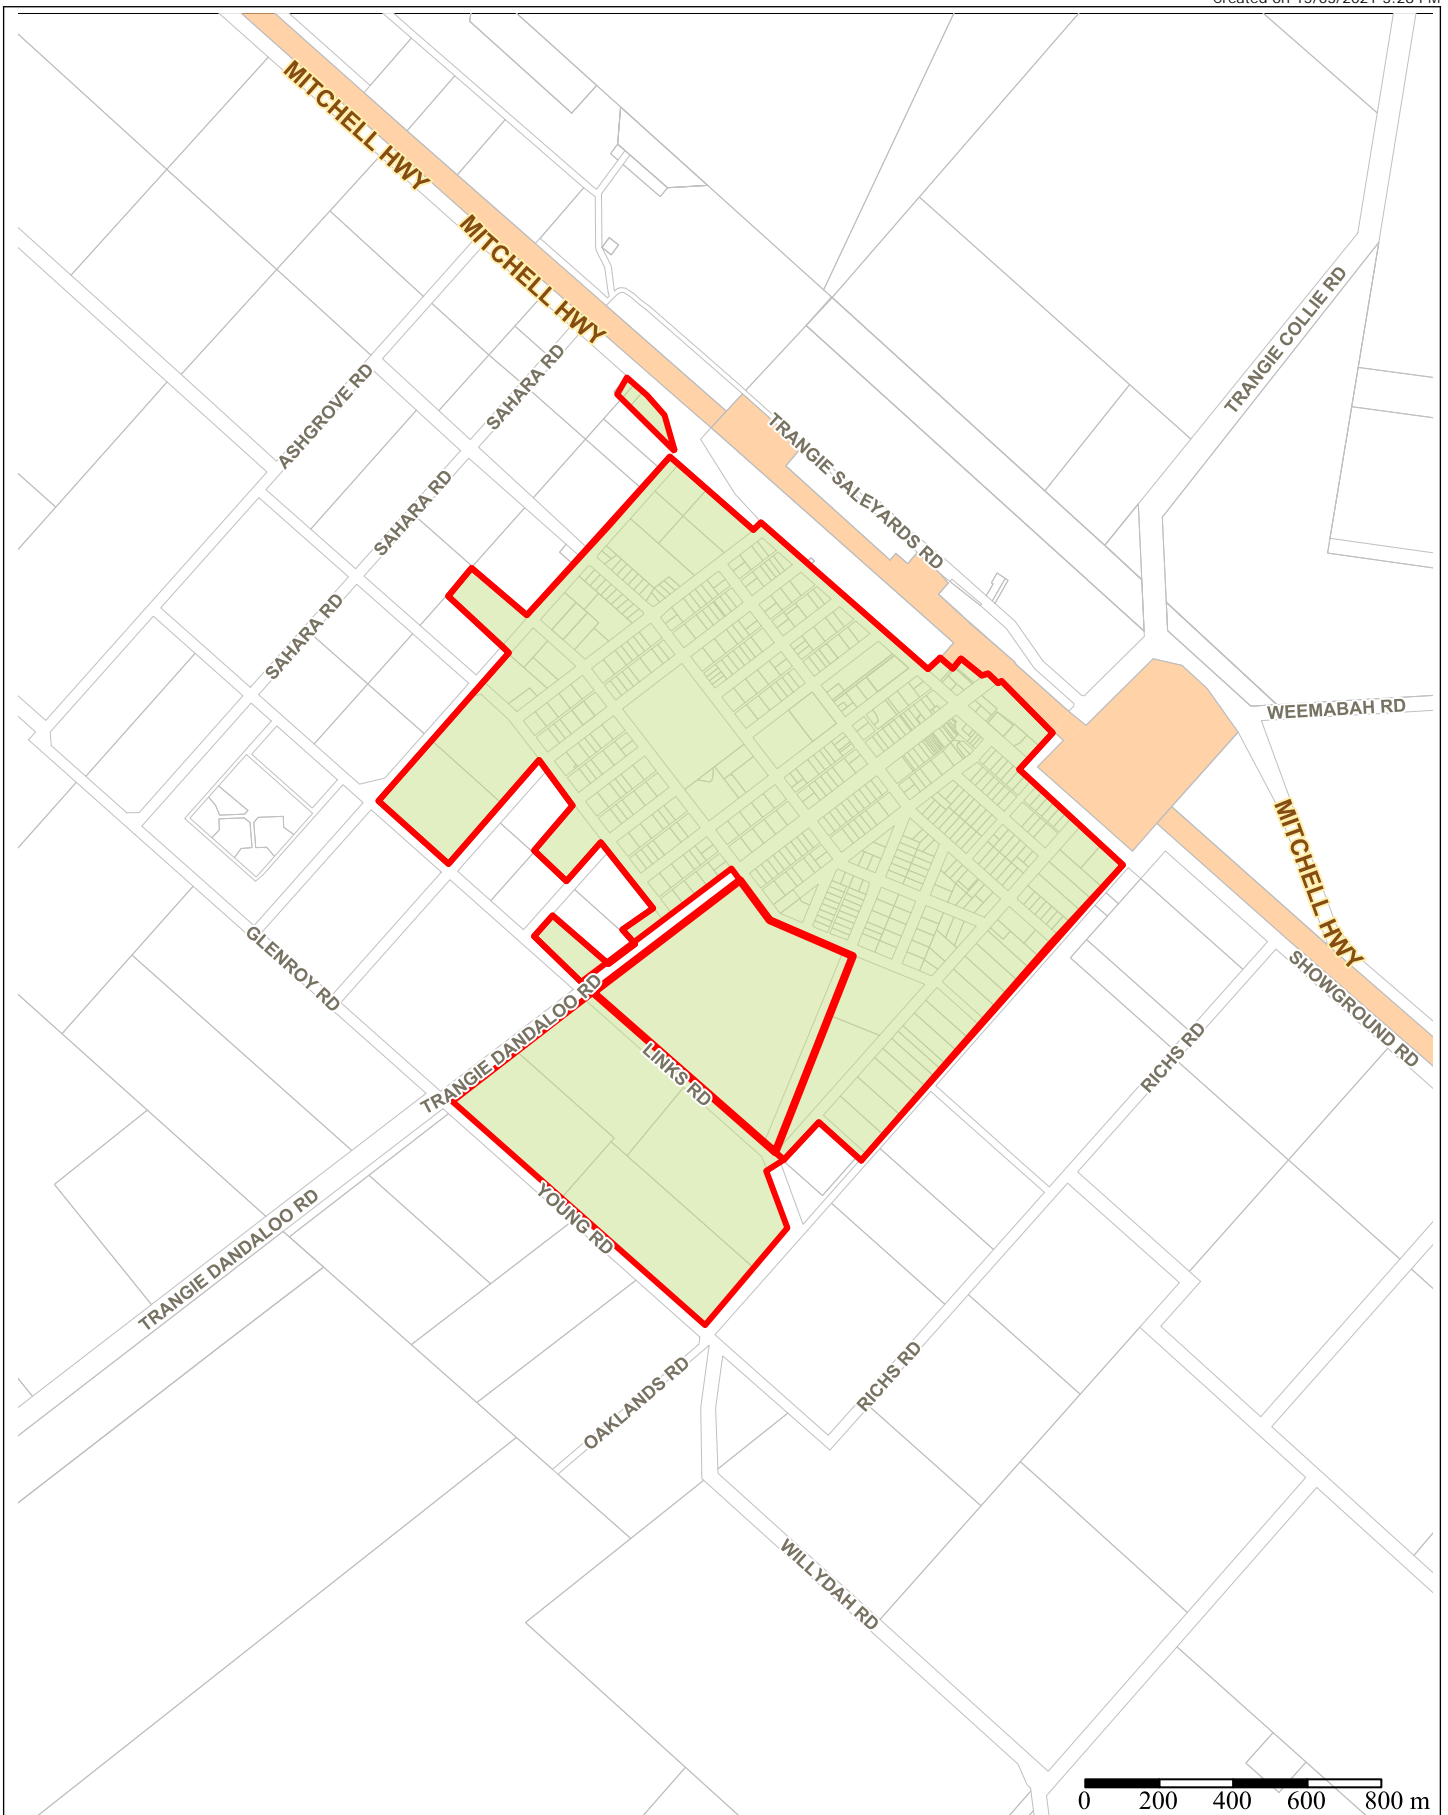 MITCHELL HWY
MITCHELL HWY
TRANGIE COLLIE RD
SAHARA RD
ASHGROVE RD
TRANGIE SALEYARDS RD
SAHARA RD
SAHARA RD
WEEMABAH RD
MITCHELL HWY
GLENROY RD
SHOWGROUND RD
TRANGIE DANDALOO RD
LINKS RD
RICHS RD
YOUNG RD
TRANGIE DANDALOO RD
RICHS RD
OAKLANDS RD
WILLYDAH RD
0 200 400 600 800 m